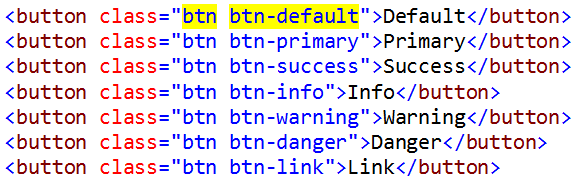 <button class="btn btn-default">Default</button>
<button class="btn btn-primary">Primary</button>
<button class="btn btn-success">Success</button>
<button class="btn btn-info">Info</button>
<button class="btn btn-warning">Warning</button>
<button class="btn btn-danger">Danger</button>
<button class="btn btn-link">Link</button>